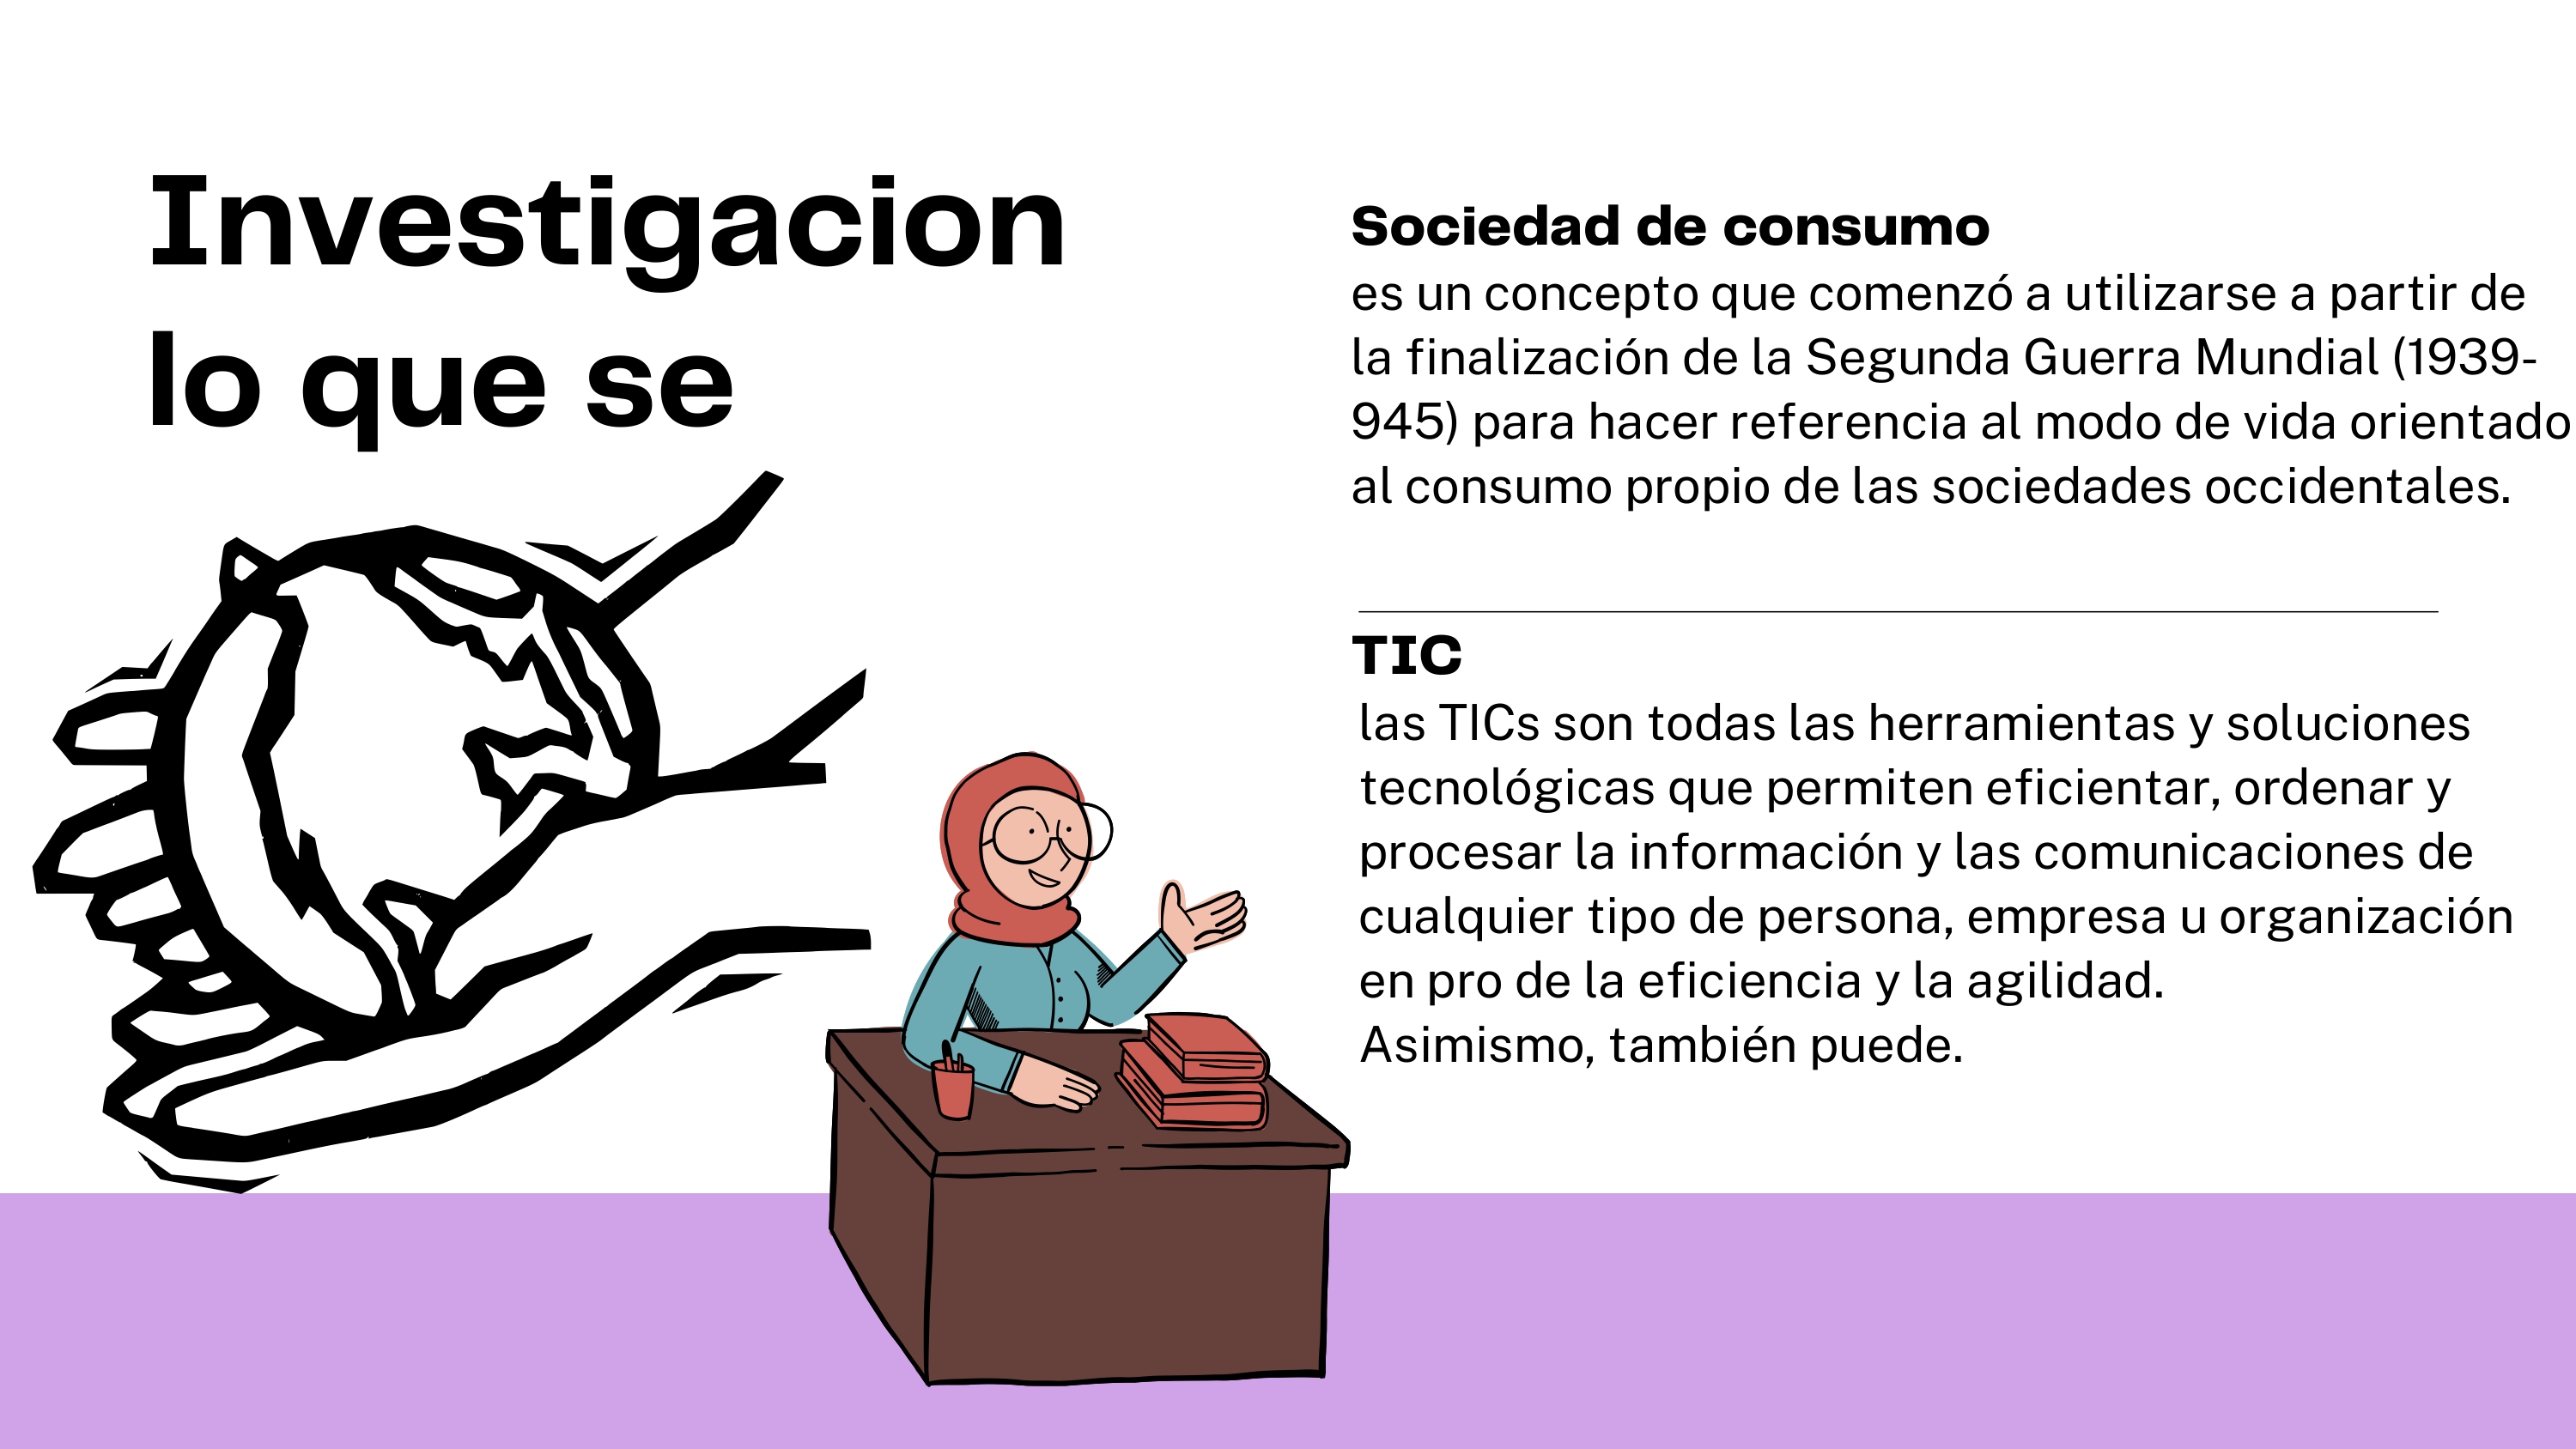 Investigacion
lo que se
Sociedad de consumo
es un concepto que comenzó a utilizarse a partir de
la finalización de la Segunda Guerra Mundial (1939-
945) para hacer referencia al modo de vida orientado
al consumo propio de las sociedades occidentales.
TIC
las TICs son todas las herramientas y soluciones
tecnológicas que permiten eficientar, ordenar y
procesar la información y las comunicaciones de
cualquier tipo de persona, empresa u organización
en pro de la eficiencia y la agilidad.
Asimismo, también puede.